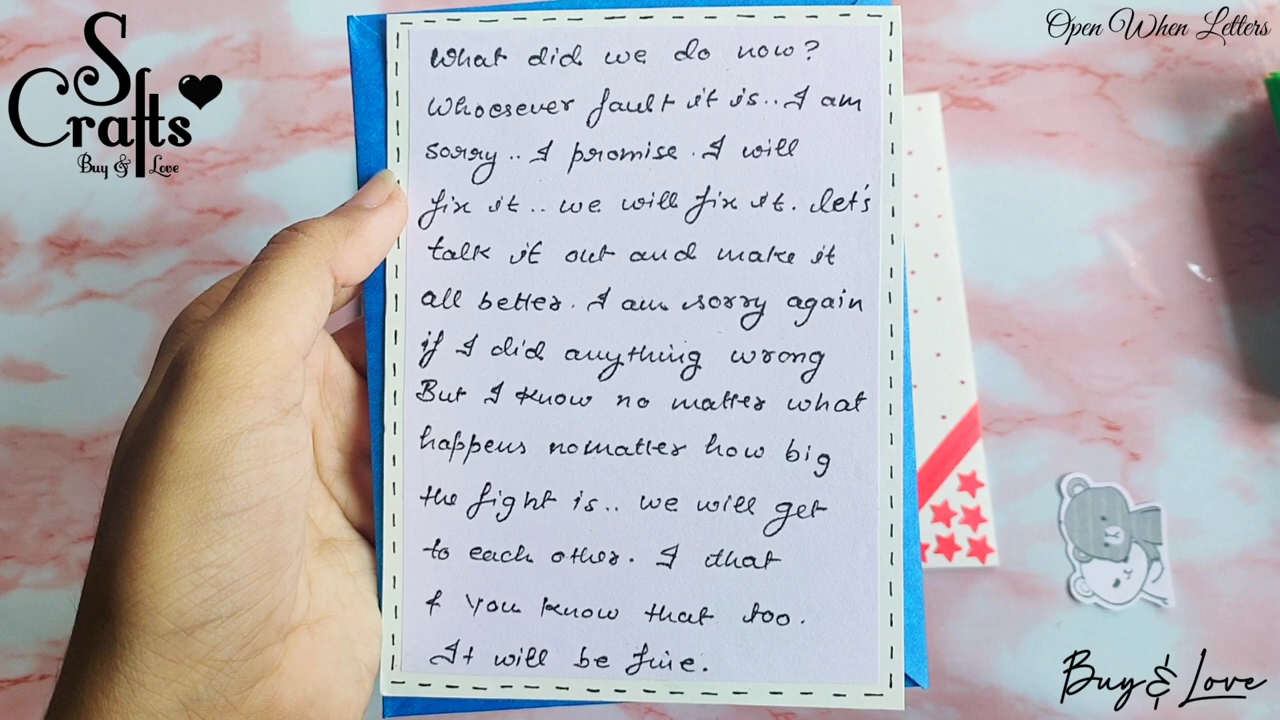 S
Crafts
Buy & Love
Open When Letters
What did we do now?
Whoesever fault it is.. I am
sorry.. I promise. I will
fix it.. we will fix it. let's
talk it out and make it
all better. I am sorry again
if I did anything wrong
But I know no matter what
happens nomatter how big
the fight is.. we will get
to each other. I that
& You know that too.
It will be fine.
Buy & Love